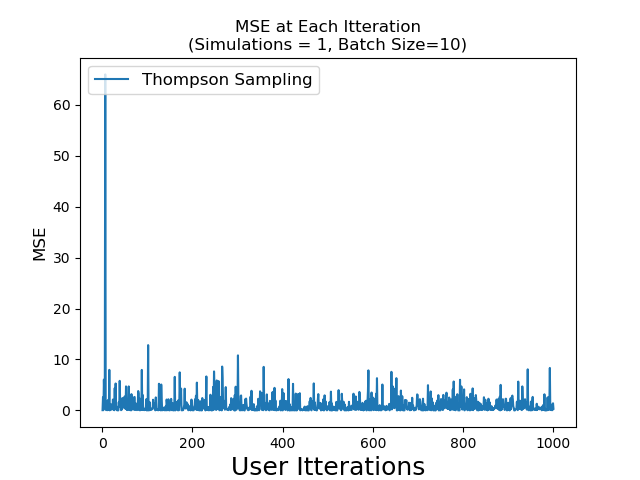 MSE at Each Itteration
(Simulations = 1, Batch Size=10)
Thompson Sampling
MSE
60
50
40
30
20
10
0
0 200 400 600 800 1000
User Itterations